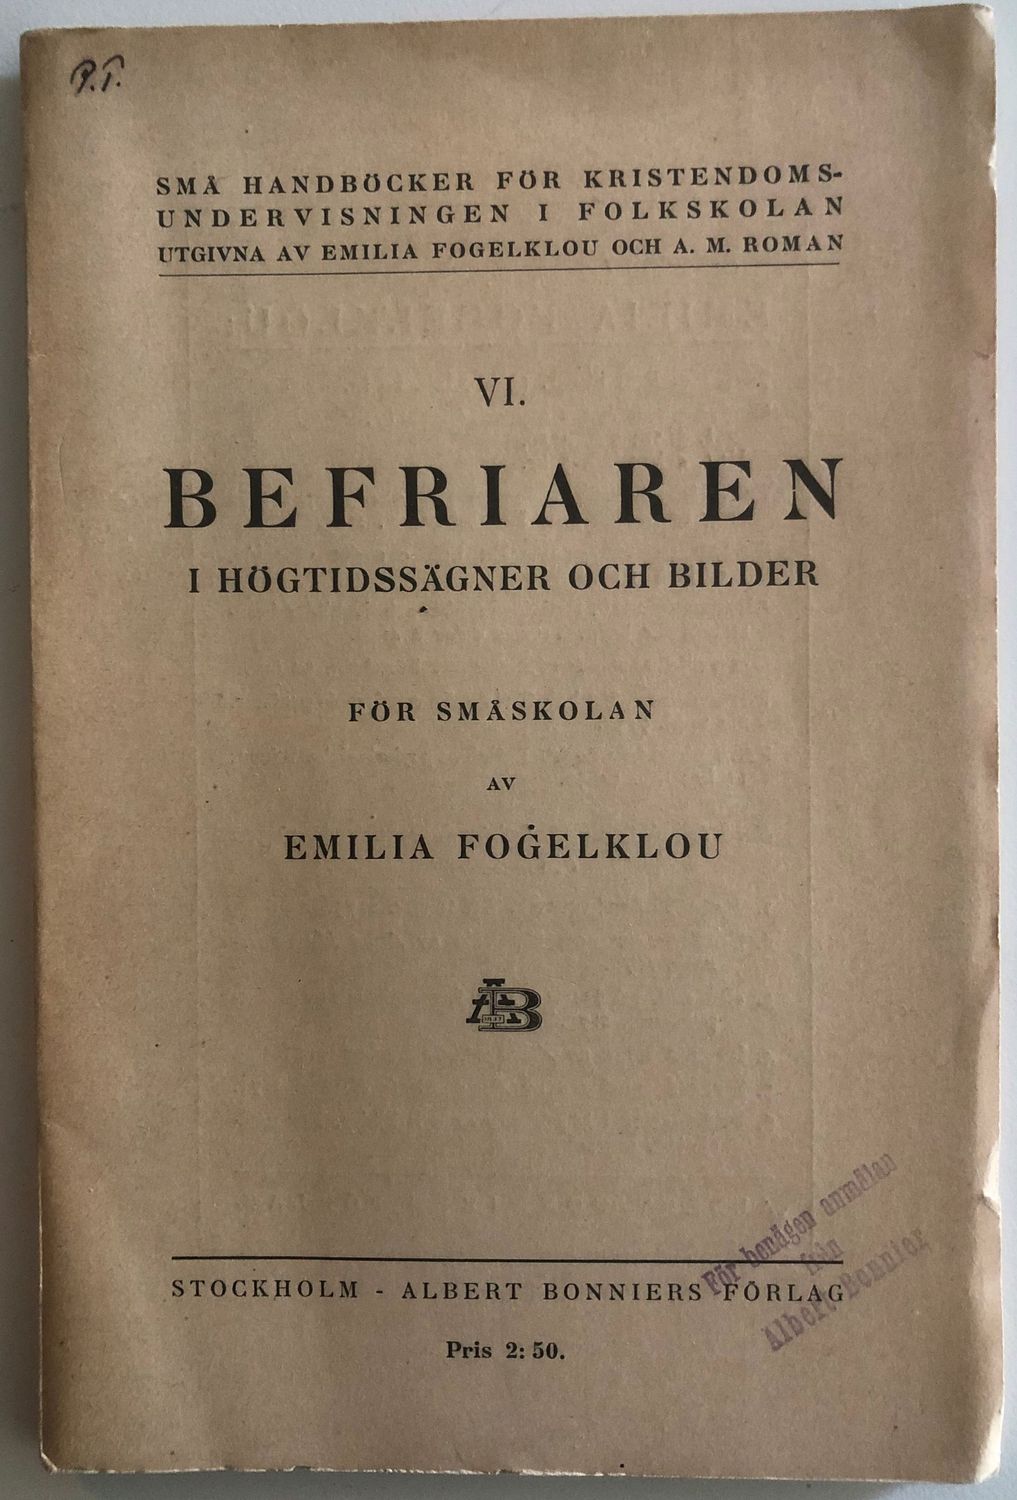 P.T.
SMÅ HANDBÖCKER FÖR KRISTENDOMS-
UNDERVISNINGEN I FOLKSKOLAN
UTGIVNA AV EMILIA FOGELKLOU OCH A. M. ROMAN
VI.
BEFRIAREN
I HÖGTIDSSÄGNER OCH BILDER
FÖR SMÅSKOLAN
AV
EMILIA FOGELKLOU
AB
1837
För benägen anmälan
från
Albert Bonnier
STOCKHOLM - ALBERT BONNIERS FÖRLAG
Pris 2: 50.